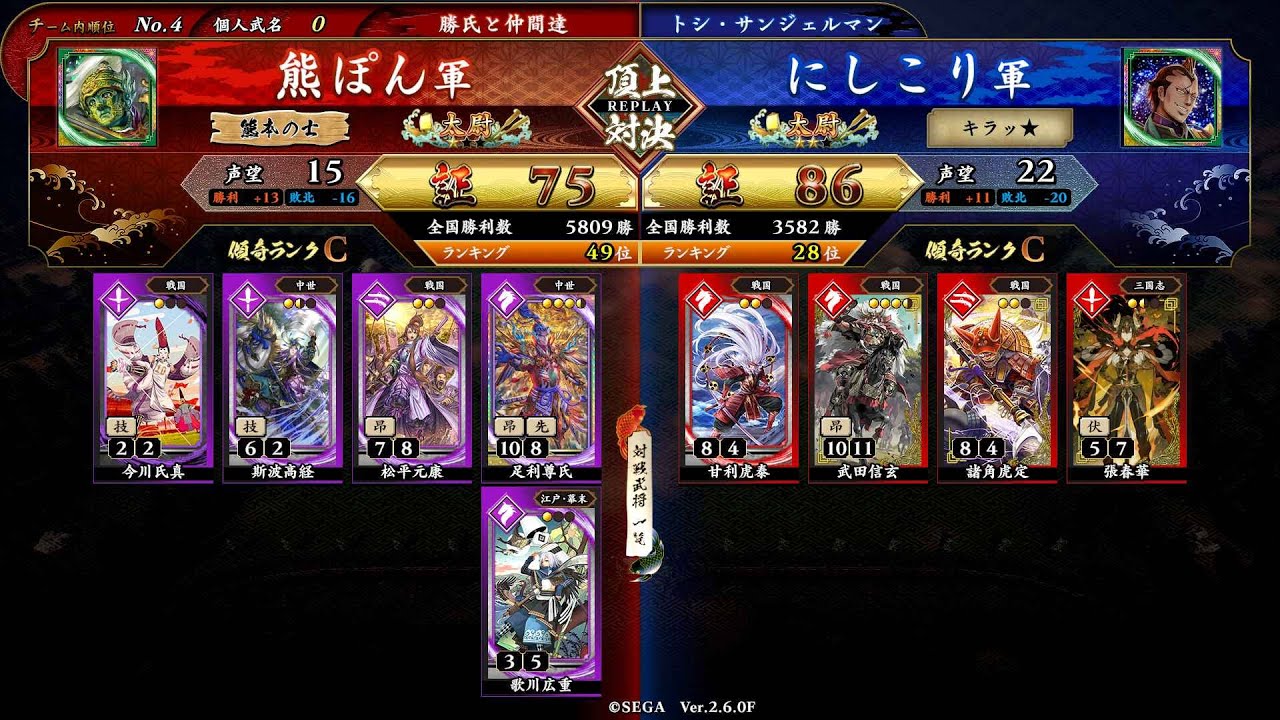 チーム内順位 No.4 個人武名 0
勝氏と仲間達
トシ・サンジェルマン
熊ぽん軍
にしこり軍
頂上
REPLAY
対決
熊本の士
太尉
太尉
キラッ★
声望 15
勝利 +13 敗北 -16
証 75
証 86
声望 22
勝利 +11 敗北 -20
全国勝利数 5809勝
全国勝利数 3582勝
傾奇ランク C
ランキング 49位
ランキング 28位
傾奇ランク C
戦国
技
2 2
今川氏真
中世
技
6 2
斯波高経
戦国
昂
7 8
松平元康
中世
昂 先
10 8
足利尊氏
戦国
8 4
甘利虎泰
戦国
昂
10 11
武田信玄
戦国
8 4
諸角虎定
三国志
伏
5 7
張春華
対戦武将一覧
江戸・幕末
3 5
歌川広重
©SEGA Ver.2.6.0F